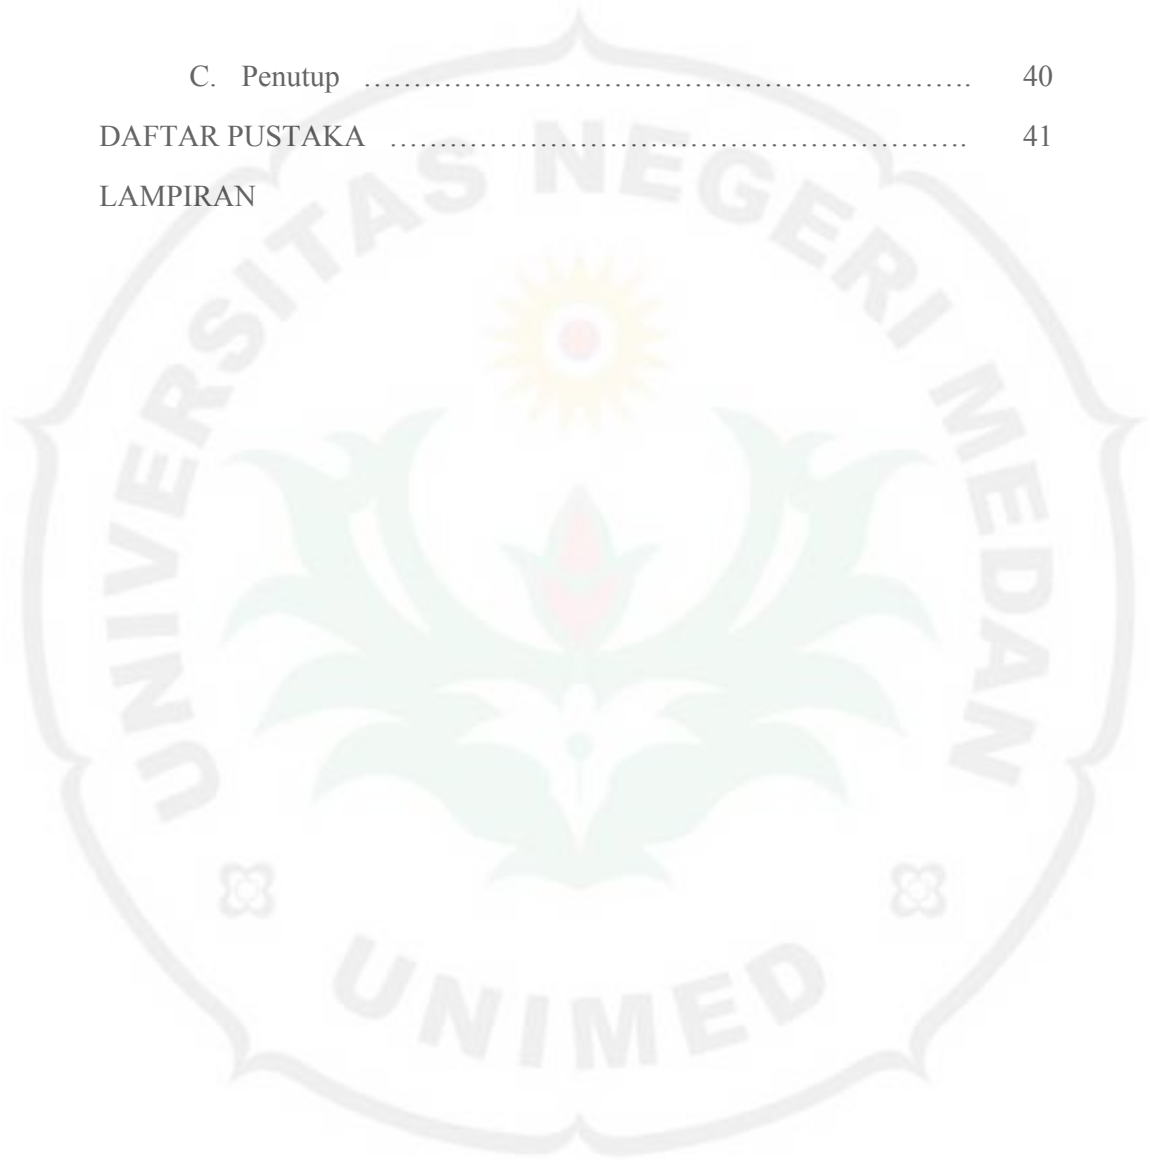 C. Penutup ………………………………………………………. 40
DAFTAR PUSTAKA …………………………………………………. 41
LAMPIRAN
UNIVERSITAS NEGERI MEDAN
UNIMED